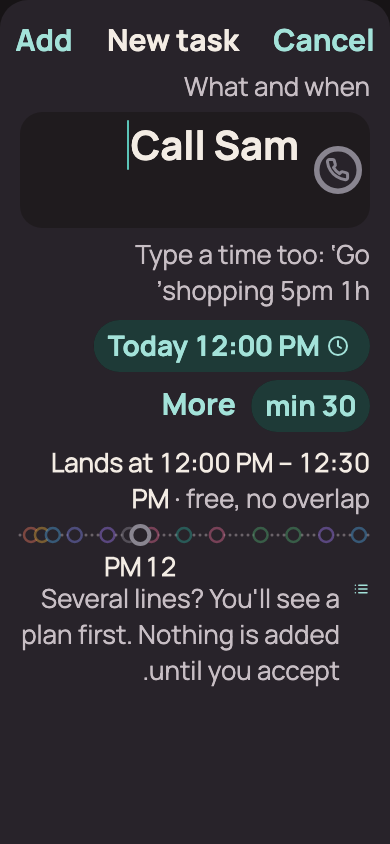 Add New task Cancel
What and when
Call Sam
Type a time too: ‘Go
’shopping 5pm 1h
Today 12:00 PM
More min 30
Lands at 12:00 PM – 12:30
PM · free, no overlap
PM 12
Several lines? You'll see a
plan first. Nothing is added
.until you accept